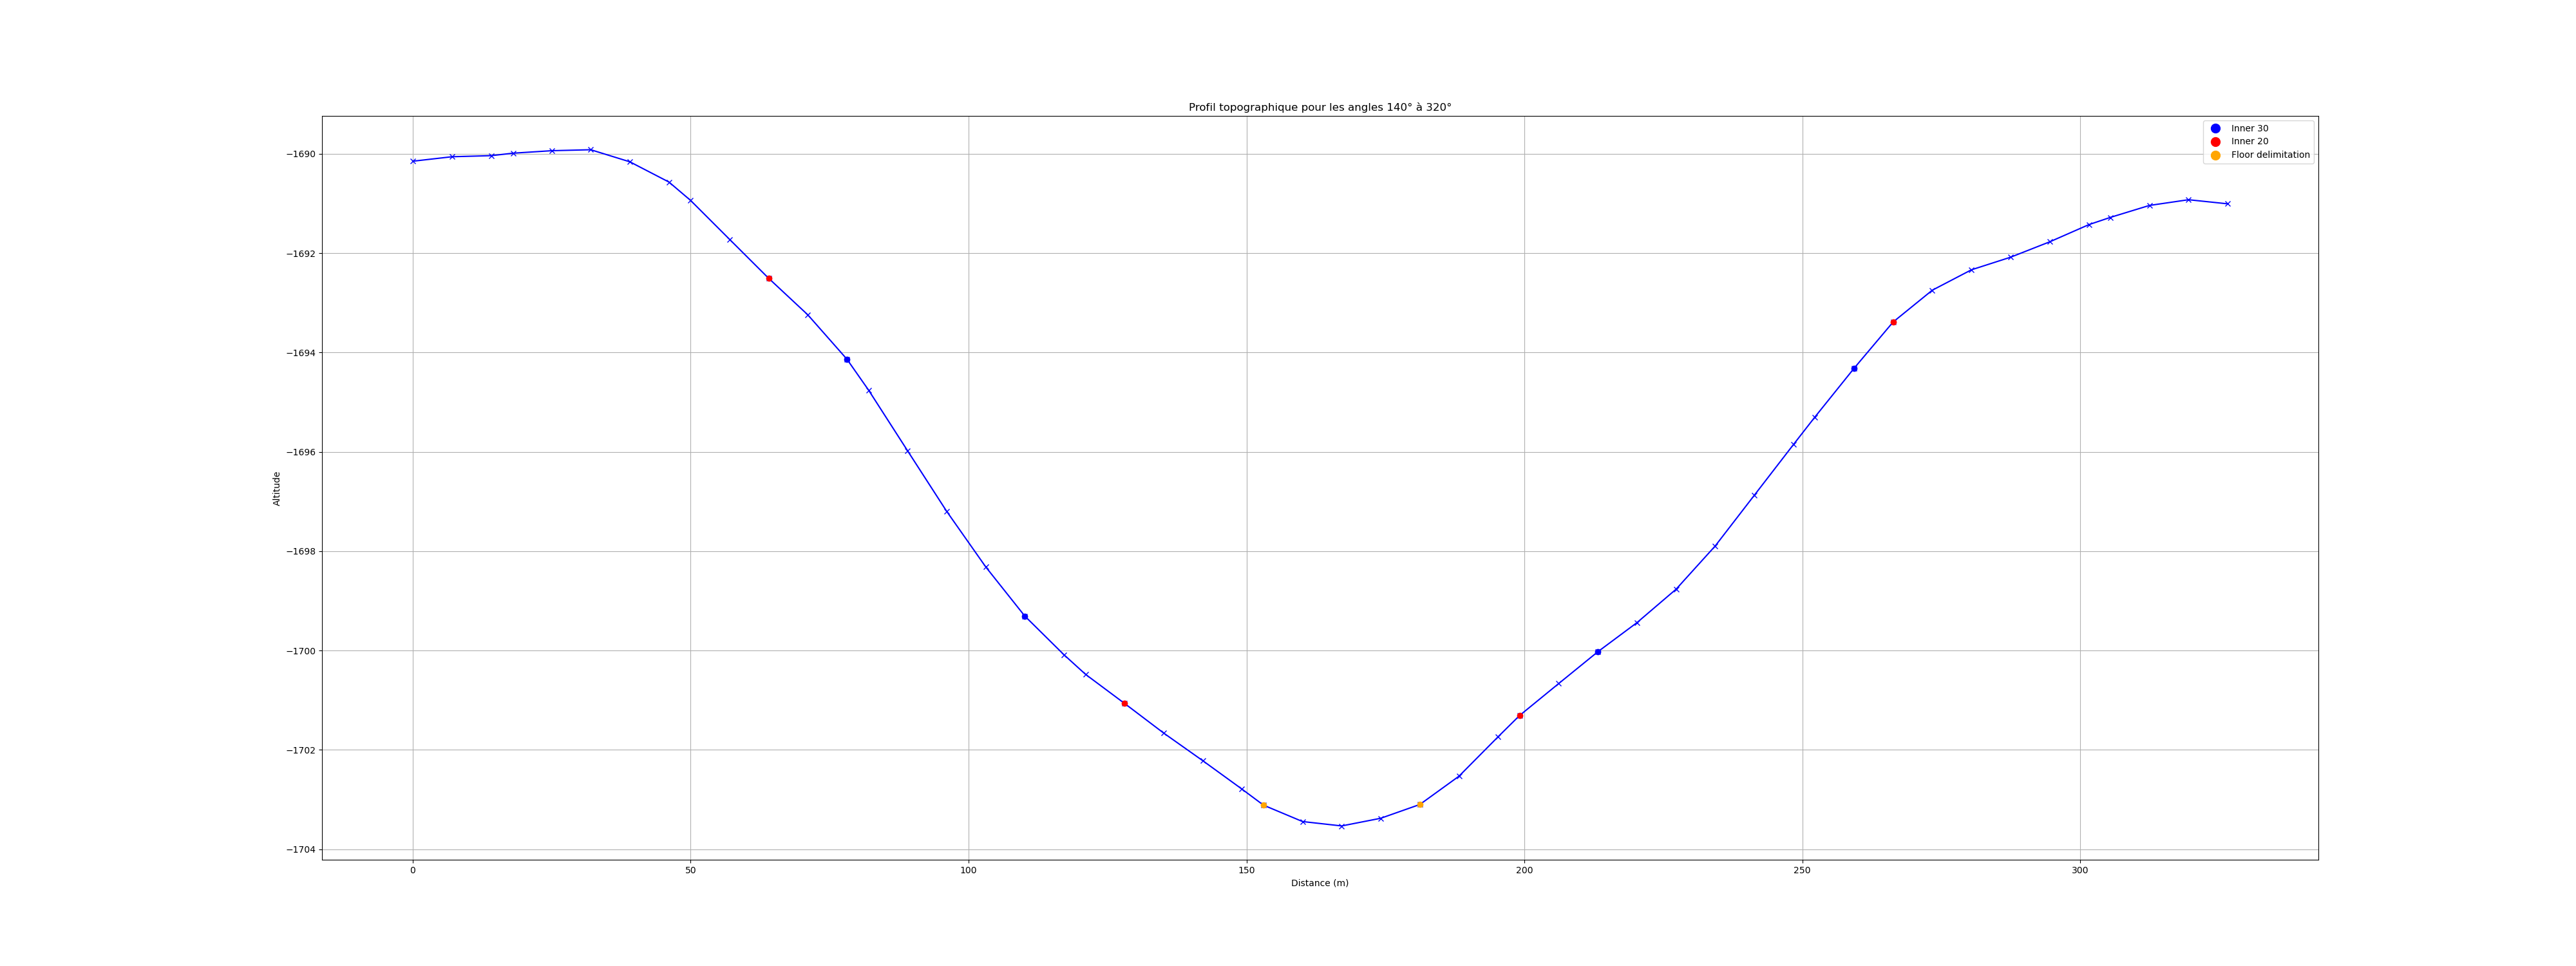 Profil topographique pour les angles 140° à 320°
Inner 30
Inner 20
Floor delimitation
−1690
−1692
−1694
−1696
−1698
−1700
−1702
−1704
Altitude
0 50 100 150 200 250 300
Distance (m)